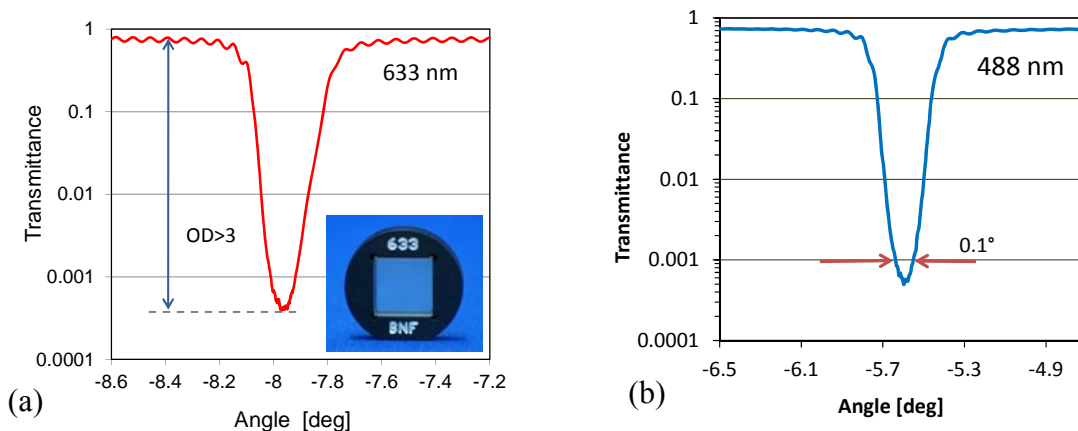 1
0.1
0.01
0.001
0.0001
Transmittance
633 nm
OD>3
633
BNF
-8.6 -8.4 -8.2 -8 -7.8 -7.6 -7.4 -7.2
Angle [deg]
(a)
1
0.1
0.01
0.001
0.0001
Transmittance
488 nm
0.1°
-6.5 -6.1 -5.7 -5.3 -4.9
Angle [deg]
(b)